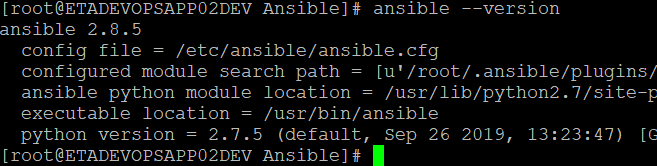 [root@ETADEVOPSAPP02DEV Ansible]# ansible --version
ansible 2.8.5
  config file = /etc/ansible/ansible.cfg
  configured module search path = [u'/root/.ansible/plugins/
  ansible python module location = /usr/lib/python2.7/site-p
  executable location = /usr/bin/ansible
  python version = 2.7.5 (default, Sep 26 2019, 13:23:47) [G
[root@ETADEVOPSAPP02DEV Ansible]#